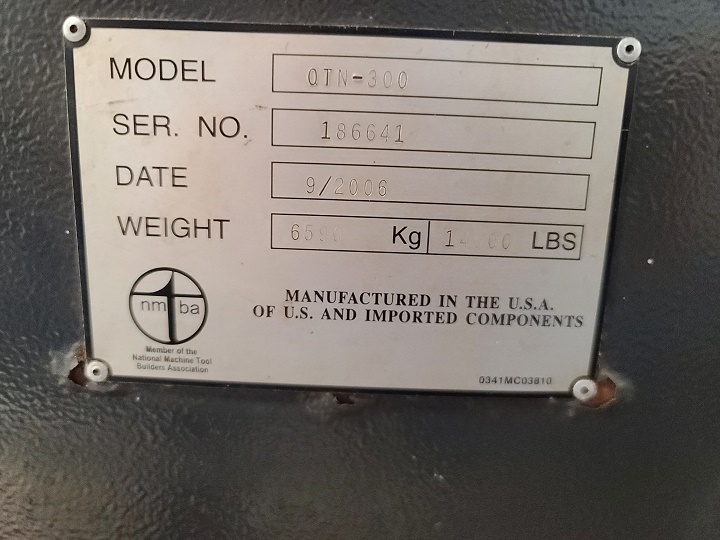 MODEL QTN-300
SER. NO. 186641
DATE 9/2006
WEIGHT Kg LBS
nmtba
MANUFACTURED IN THE U.S.A.
OF U.S. AND IMPORTED COMPONENTS
Member of the
National Machine Tool
Builders Association
0341MC03810